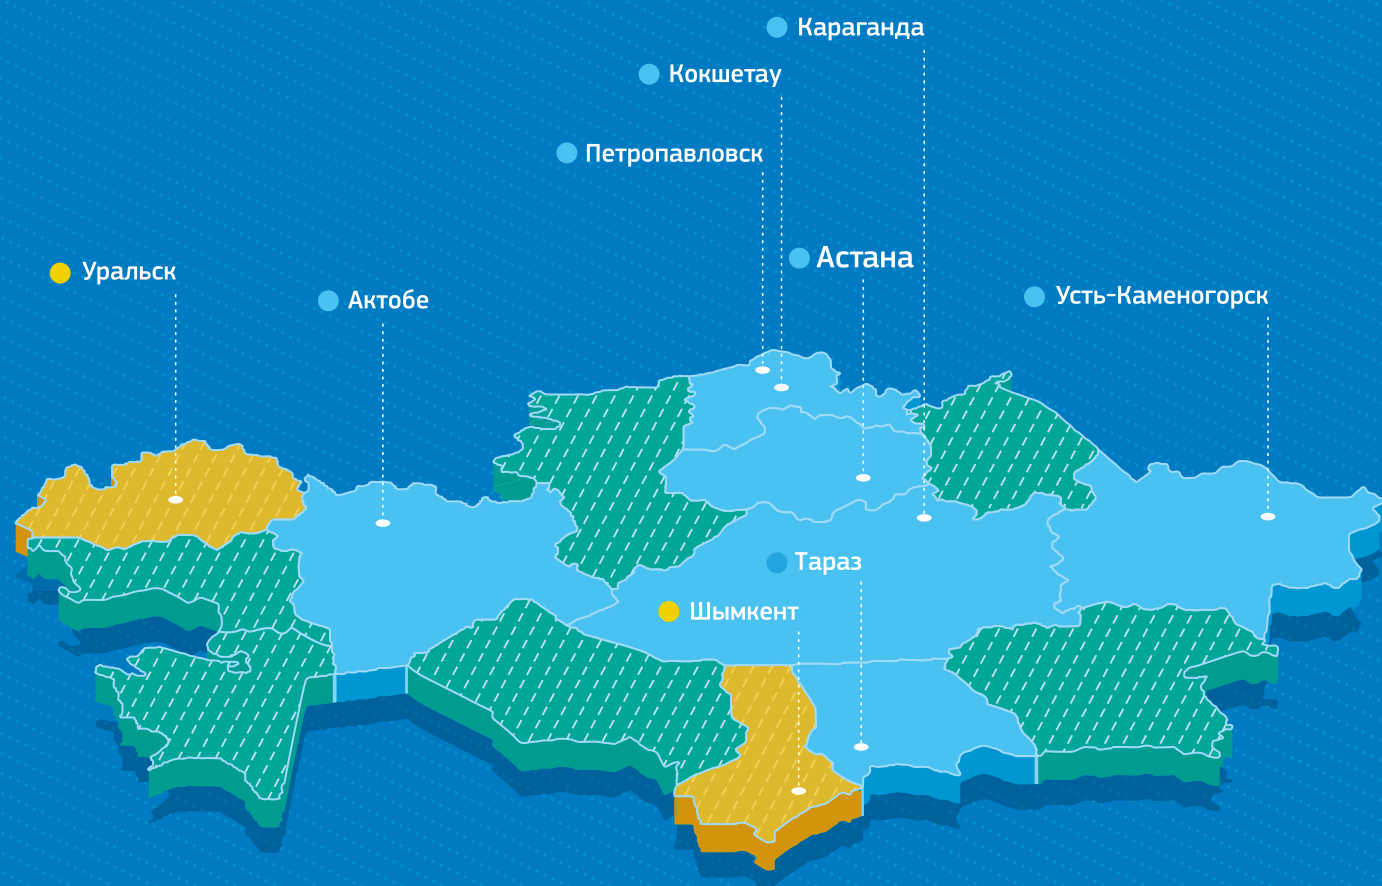 Караганда
Кокшетау
Петропавловск
Астана
Уральск
Актобе
Усть-Каменогорск
Тараз
Шымкент